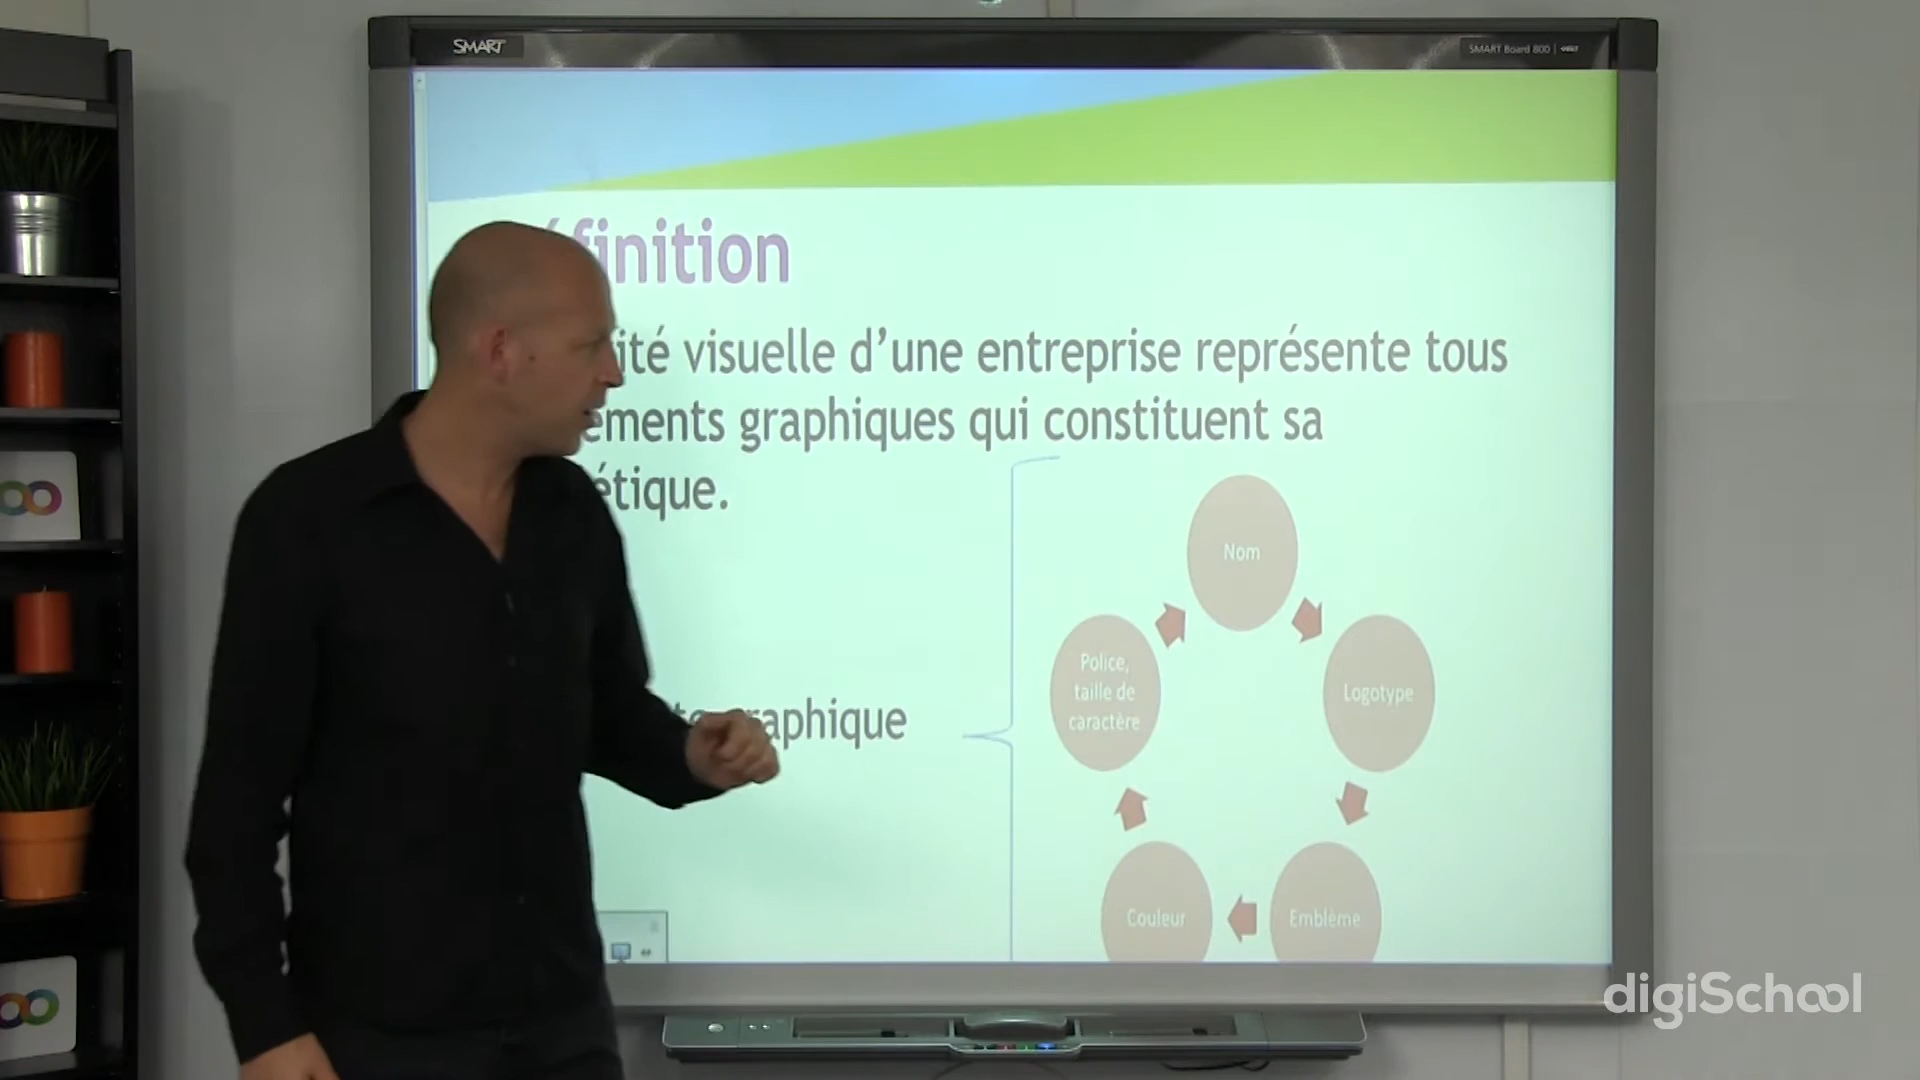 SMART
SMART Board 800
finition
ité visuelle d’une entreprise représente tous
éments graphiques qui constituent sa
étique.
Nom
Police,
taille de
caractère
Logotype
graphique
Couleur
Emblème
digiSchool